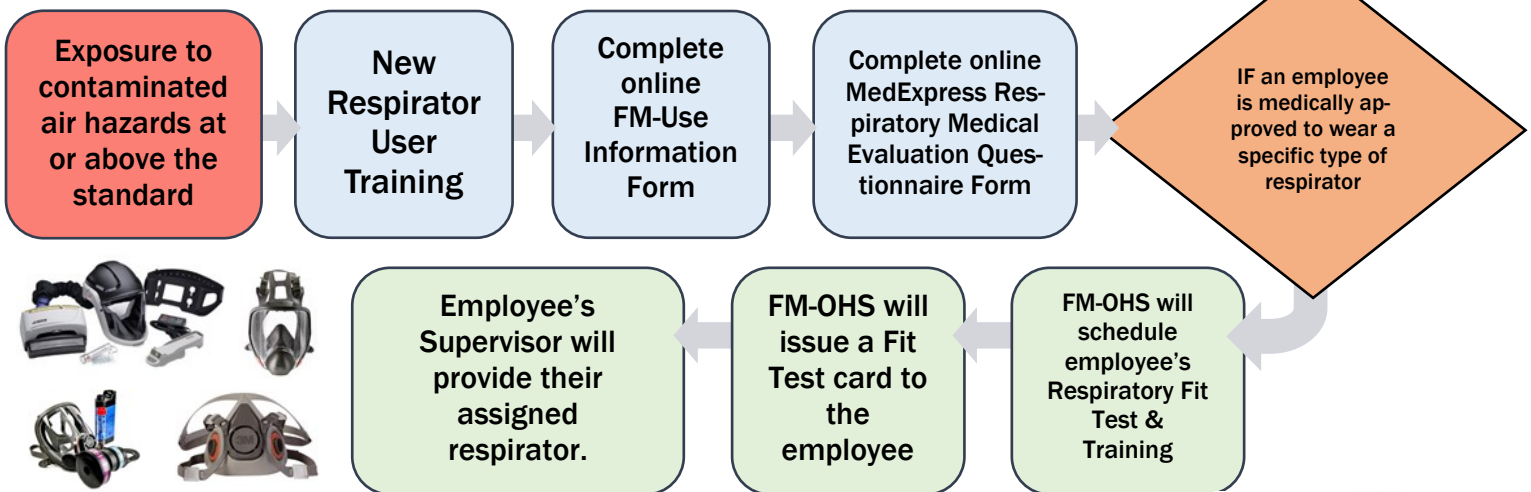 Exposure to
contaminated
air hazards at
or above the
standard
New
Respirator
User
Training
Complete
online
FM-Use
Information
Form
Complete online
MedExpress Res-
piratory Medical
Evaluation Ques-
tionnaire Form
IF an employee
is medically ap-
proved to wear a
specific type of
respirator
FM-OHS will
schedule
employee's
Respiratory Fit
Test &
Training
FM-OHS will
issue a Fit
Test card to
the
employee
Employee's
Supervisor will
provide their
assigned
respirator.
3M